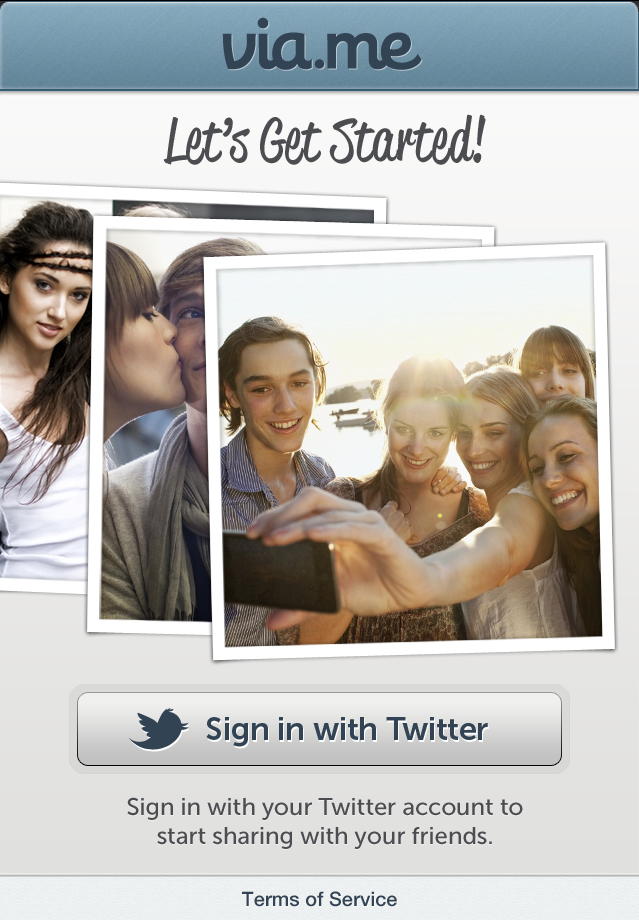 via.me
Let's Get Started!
Sign in with Twitter
Sign in with your Twitter account to
start sharing with your friends.
Terms of Service